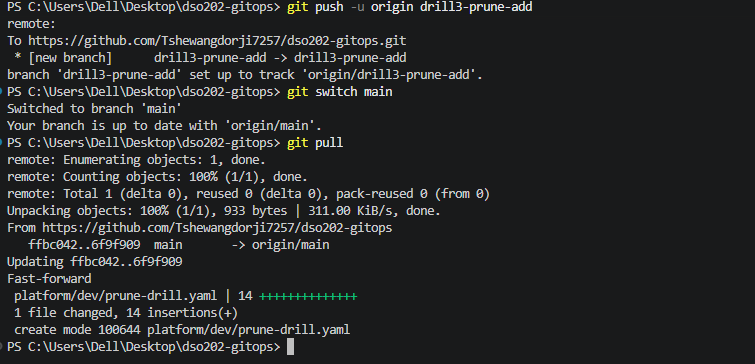 PS C:\Users\Dell\Desktop\dso202-gitops> git push -u origin drill3-prune-add
remote:
To https://github.com/Tshewangdorji7257/dso202-gitops.git
 * [new branch]      drill3-prune-add -> drill3-prune-add
branch 'drill3-prune-add' set up to track 'origin/drill3-prune-add'.
PS C:\Users\Dell\Desktop\dso202-gitops> git switch main
Switched to branch 'main'
Your branch is up to date with 'origin/main'.
PS C:\Users\Dell\Desktop\dso202-gitops> git pull
remote: Enumerating objects: 1, done.
remote: Counting objects: 100% (1/1), done.
remote: Total 1 (delta 0), reused 0 (delta 0), pack-reused 0 (from 0)
Unpacking objects: 100% (1/1), 933 bytes | 311.00 KiB/s, done.
From https://github.com/Tshewangdorji7257/dso202-gitops
   ffbc042..6f9f909  main       -> origin/main
Updating ffbc042..6f9f909
Fast-forward
 platform/dev/prune-drill.yaml | 14 ++++++++++++++
 1 file changed, 14 insertions(+)
 create mode 100644 platform/dev/prune-drill.yaml
PS C:\Users\Dell\Desktop\dso202-gitops>